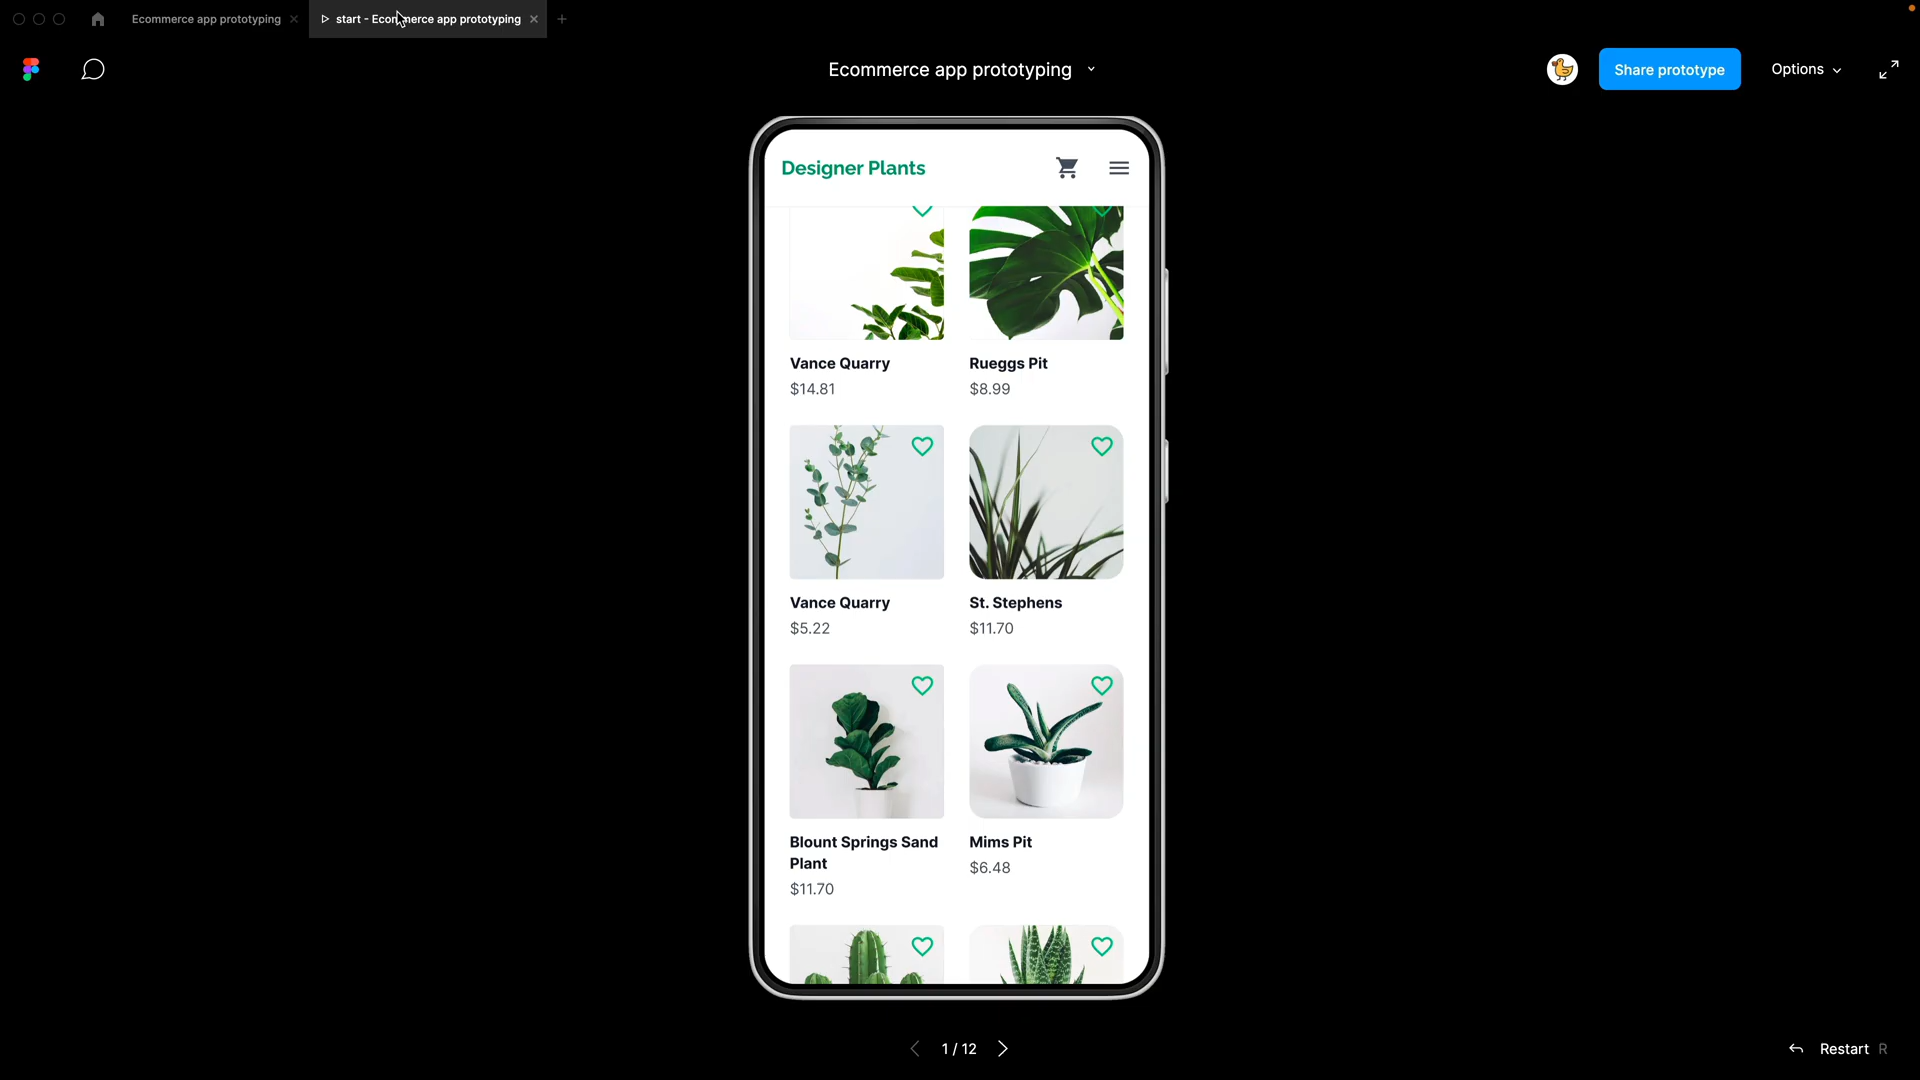 Ecommerce app prototyping
start - Ecommerce app prototyping
Ecommerce app prototyping
Share prototype
Options
Designer Plants
Vance Quarry
$14.81
Rueggs Pit
$8.99
Vance Quarry
$5.22
St. Stephens
$11.70
Blount Springs Sand
Plant
$11.70
Mims Pit
$6.48
1 / 12
Restart R